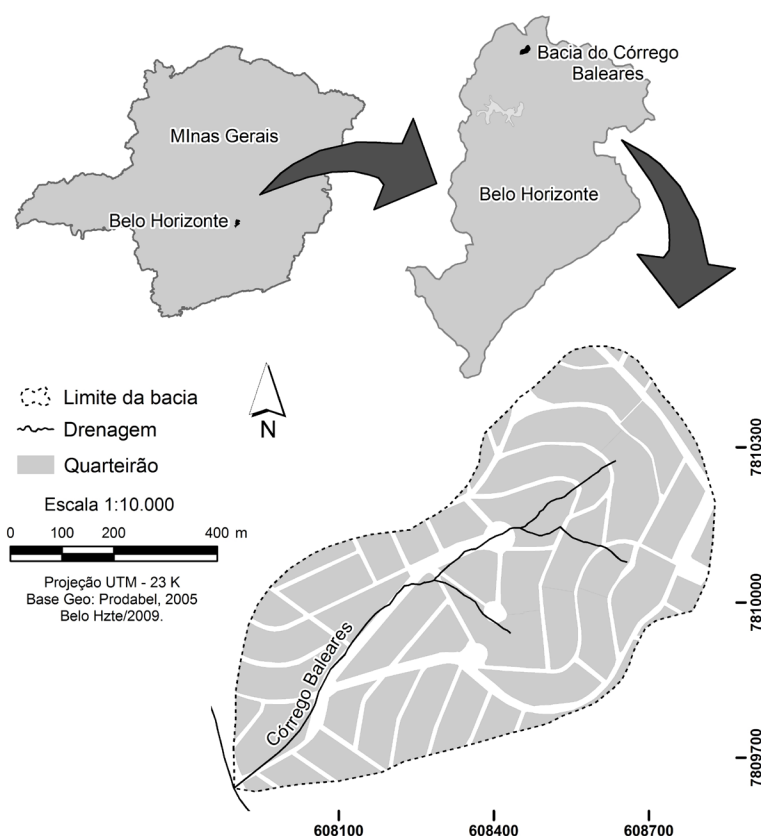 MInas Gerais
Belo Horizonte
Bacia do Córrego
Baleares
Belo Horizonte
Limite da bacia
Drenagem
Quarteirão
N
Escala 1:10.000
0 100 200 400 m
Projeção UTM - 23 K
Base Geo: Prodabel, 2005
Belo Hzte/2009.
Córrego Baleares
7810300
7810000
7809700
608100 608400 608700